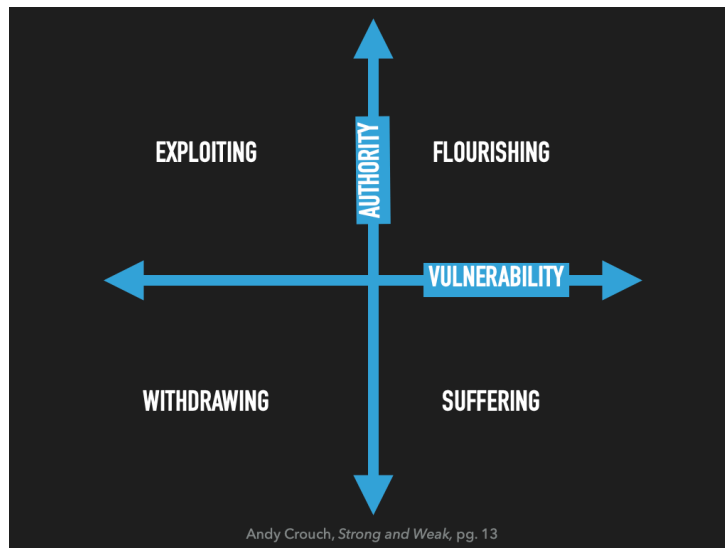 AUTHORITY
EXPLOITING
FLOURISHING
VULNERABILITY
WITHDRAWING
SUFFERING
Andy Crouch, Strong and Weak, pg. 13